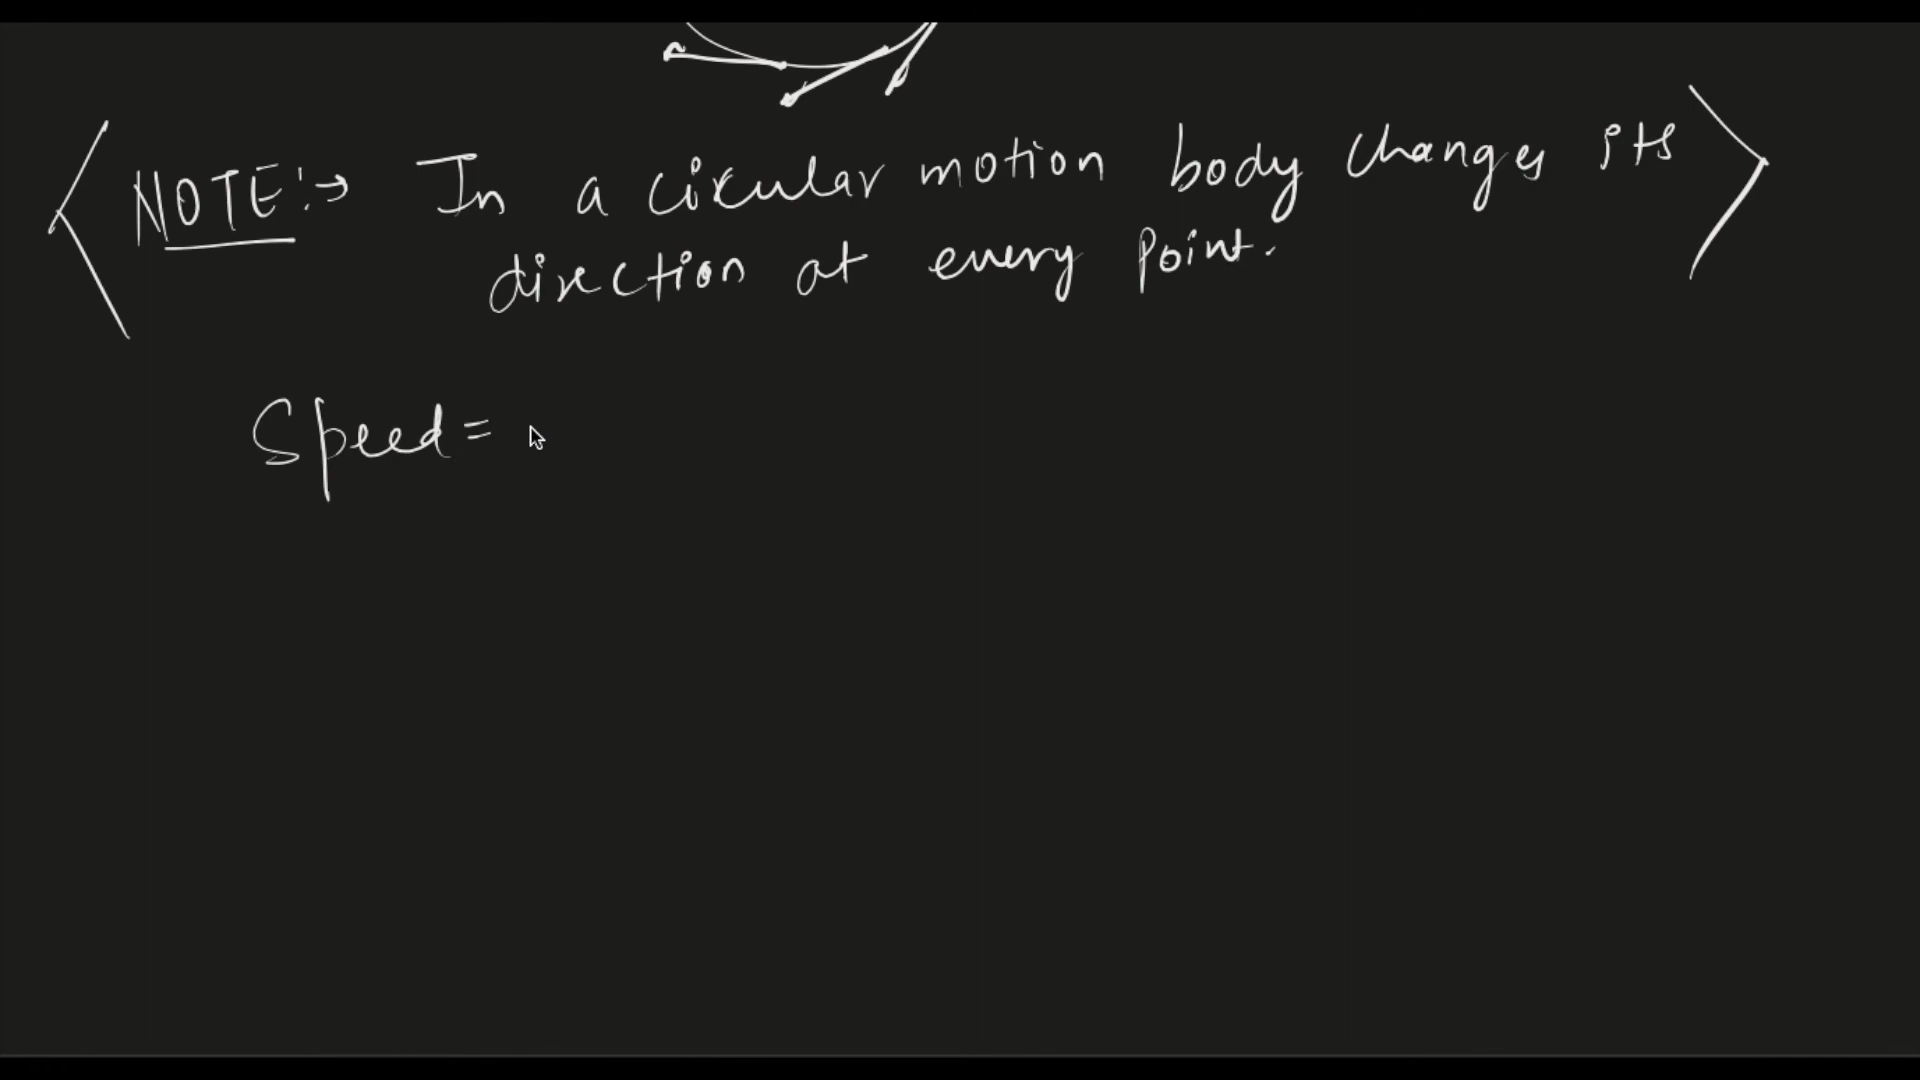 NOTE:→ In a circular motion body changes its
direction at every point.
Speed=